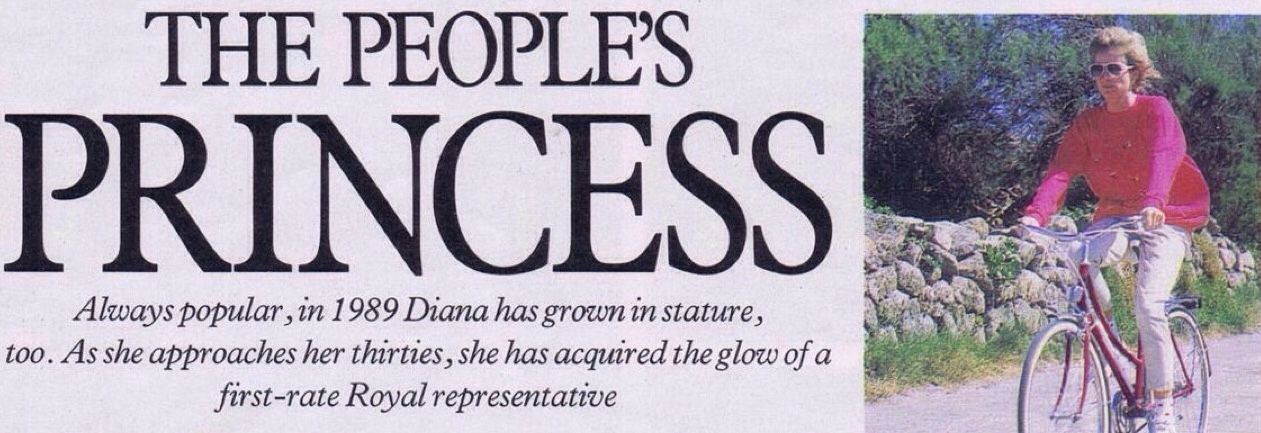 THE PEOPLE'S
PRINCESS
Always popular, in 1989 Diana has grown in stature,
too. As she approaches her thirties, she has acquired the glow of a
first-rate Royal representative